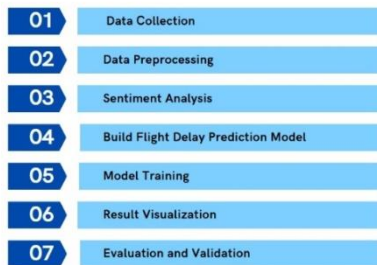 01 Data Collection
02 Data Preprocessing
03 Sentiment Analysis
04 Build Flight Delay Prediction Model
05 Model Training
06 Result Visualization
07 Evaluation and Validation